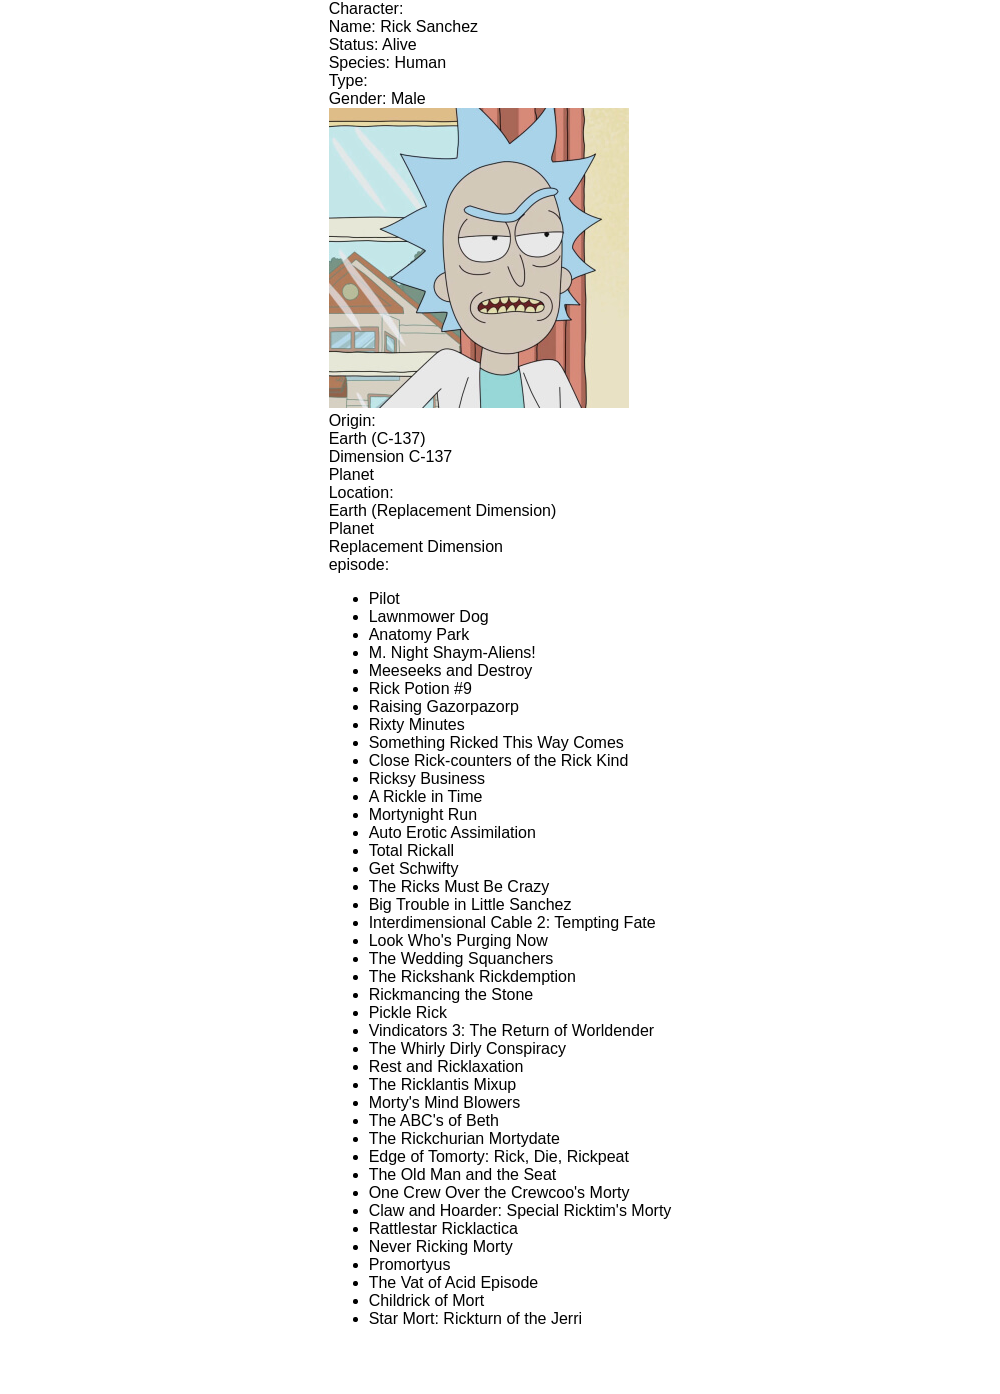 Character:
Name: Rick Sanchez
Status: Alive
Species: Human
Type:
Gender: Male
Origin:
Earth (C-137)
Dimension C-137
Planet
Location:
Earth (Replacement Dimension)
Planet
Replacement Dimension
episode:
Pilot
Lawnmower Dog
Anatomy Park
M. Night Shaym-Aliens!
Meeseeks and Destroy
Rick Potion #9
Raising Gazorpazorp
Rixty Minutes
Something Ricked This Way Comes
Close Rick-counters of the Rick Kind
Ricksy Business
A Rickle in Time
Mortynight Run
Auto Erotic Assimilation
Total Rickall
Get Schwifty
The Ricks Must Be Crazy
Big Trouble in Little Sanchez
Interdimensional Cable 2: Tempting Fate
Look Who's Purging Now
The Wedding Squanchers
The Rickshank Rickdemption
Rickmancing the Stone
Pickle Rick
Vindicators 3: The Return of Worldender
The Whirly Dirly Conspiracy
Rest and Ricklaxation
The Ricklantis Mixup
Morty's Mind Blowers
The ABC's of Beth
The Rickchurian Mortydate
Edge of Tomorty: Rick, Die, Rickpeat
The Old Man and the Seat
One Crew Over the Crewcoo's Morty
Claw and Hoarder: Special Ricktim's Morty
Rattlestar Ricklactica
Never Ricking Morty
Promortyus
The Vat of Acid Episode
Childrick of Mort
Star Mort: Rickturn of the Jerri